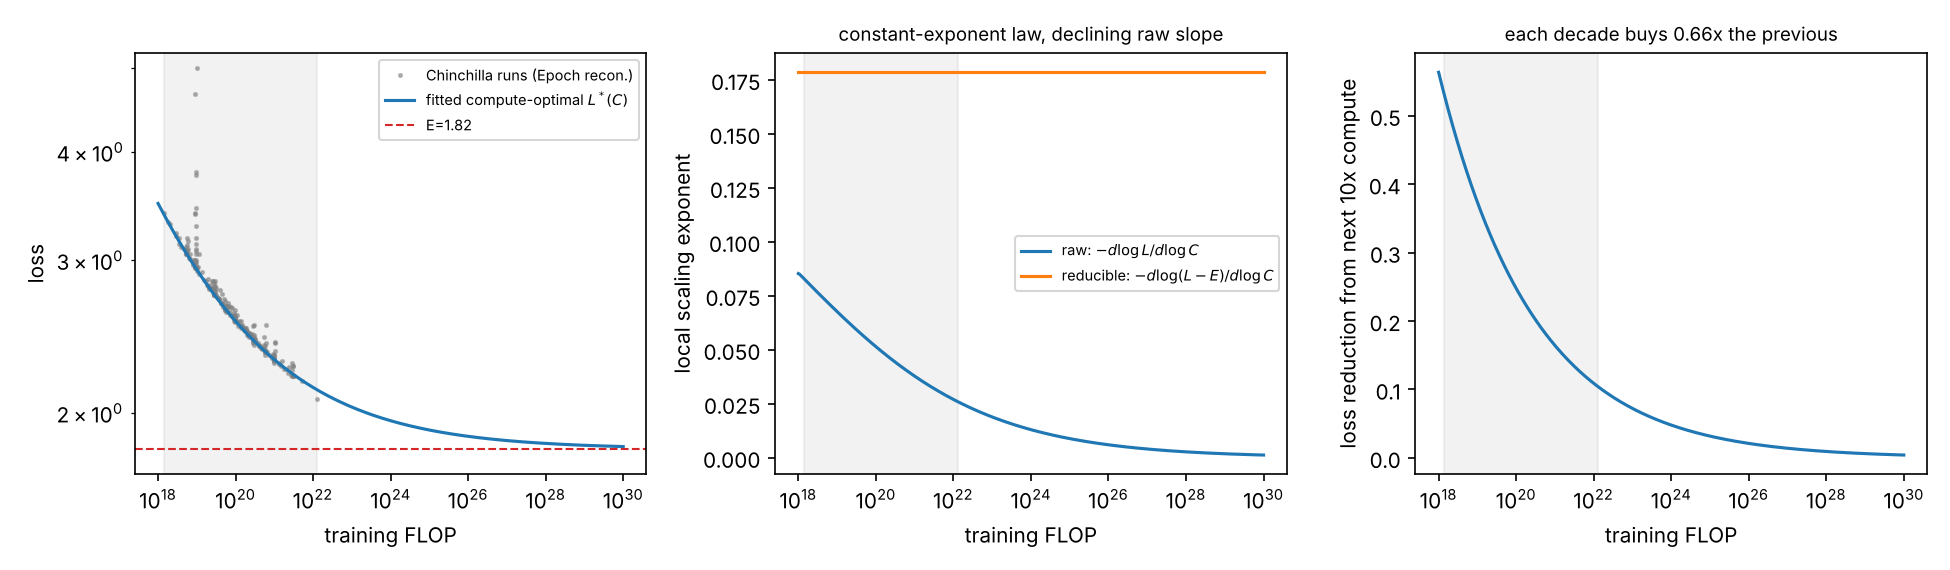 Chinchilla runs (Epoch recon.)
fitted compute-optimal L*(C)
E=1.82
4 × 10⁰
3 × 10⁰
2 × 10⁰
loss
10¹⁸ 10²⁰ 10²² 10²⁴ 10²⁶ 10²⁸ 10³⁰
training FLOP
constant-exponent law, declining raw slope
0.175
0.150
0.125
0.100
0.075
0.050
0.025
0.000
local scaling exponent
raw: −d log L/d log C
reducible: −d log(L − E)/d log C
10¹⁸ 10²⁰ 10²² 10²⁴ 10²⁶ 10²⁸ 10³⁰
training FLOP
each decade buys 0.66x the previous
0.5
0.4
0.3
0.2
0.1
0.0
loss reduction from next 10x compute
10¹⁸ 10²⁰ 10²² 10²⁴ 10²⁶ 10²⁸ 10³⁰
training FLOP